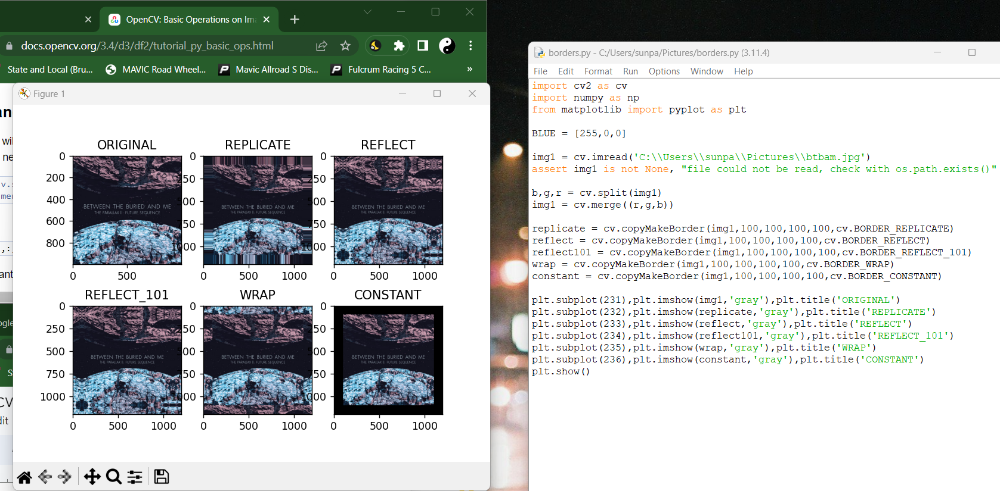 OpenCV: Basic Operations on Im
docs.opencv.org/3.4/d3/df2/tutorial_py_basic_ops.html
State and Local (Bru...
MAVIC Road Wheel...
Mavic Allroad S Dis...
Fulcrum Racing 5 C...
»
Figure 1
ORIGINAL
0
200
400
600
800
0
500
BETWEEN THE BURIED AND ME
THE PARALLAX II: FUTURE SEQUENCE
REPLICATE
0
250
500
750
1000
0
500
1000
BETWEEN THE BURIED AND ME
THE PARALLAX II: FUTURE SEQUENCE
REFLECT
0
250
500
750
1000
0
500
1000
BETWEEN THE BURIED AND ME
THE PARALLAX II: FUTURE SEQUENCE
REFLECT_101
0
250
500
750
1000
0
500
1000
BETWEEN THE BURIED AND ME
THE PARALLAX II: FUTURE SEQUENCE
WRAP
0
250
500
750
1000
0
500
1000
BETWEEN THE BURIED AND ME
THE PARALLAX II: FUTURE SEQUENCE
CONSTANT
0
250
500
750
1000
0
500
1000
BETWEEN THE BURIED AND ME
THE PARALLAX II: FUTURE SEQUENCE
borders.py - C:/Users/sunpa/Pictures/borders.py (3.11.4)
File Edit Format Run Options Window Help
import cv2 as cv
import numpy as np
from matplotlib import pyplot as plt
BLUE = [255,0,0]
img1 = cv.imread('C:\\Users\\sunpa\\Pictures\\btbam.jpg')
assert img1 is not None, "file could not be read, check with os.path.exists()"
b,g,r = cv.split(img1)
img1 = cv.merge((r,g,b))
replicate = cv.copyMakeBorder(img1,100,100,100,100,cv.BORDER_REPLICATE)
reflect = cv.copyMakeBorder(img1,100,100,100,100,cv.BORDER_REFLECT)
reflect101 = cv.copyMakeBorder(img1,100,100,100,100,cv.BORDER_REFLECT_101)
wrap = cv.copyMakeBorder(img1,100,100,100,100,cv.BORDER_WRAP)
constant = cv.copyMakeBorder(img1,100,100,100,100,cv.BORDER_CONSTANT)
plt.subplot(231),plt.imshow(img1,'gray'),plt.title('ORIGINAL')
plt.subplot(232),plt.imshow(replicate,'gray'),plt.title('REPLICATE')
plt.subplot(233),plt.imshow(reflect,'gray'),plt.title('REFLECT')
plt.subplot(234),plt.imshow(reflect101,'gray'),plt.title('REFLECT_101')
plt.subplot(235),plt.imshow(wrap,'gray'),plt.title('WRAP')
plt.subplot(236),plt.imshow(constant,'gray'),plt.title('CONSTANT')
plt.show()